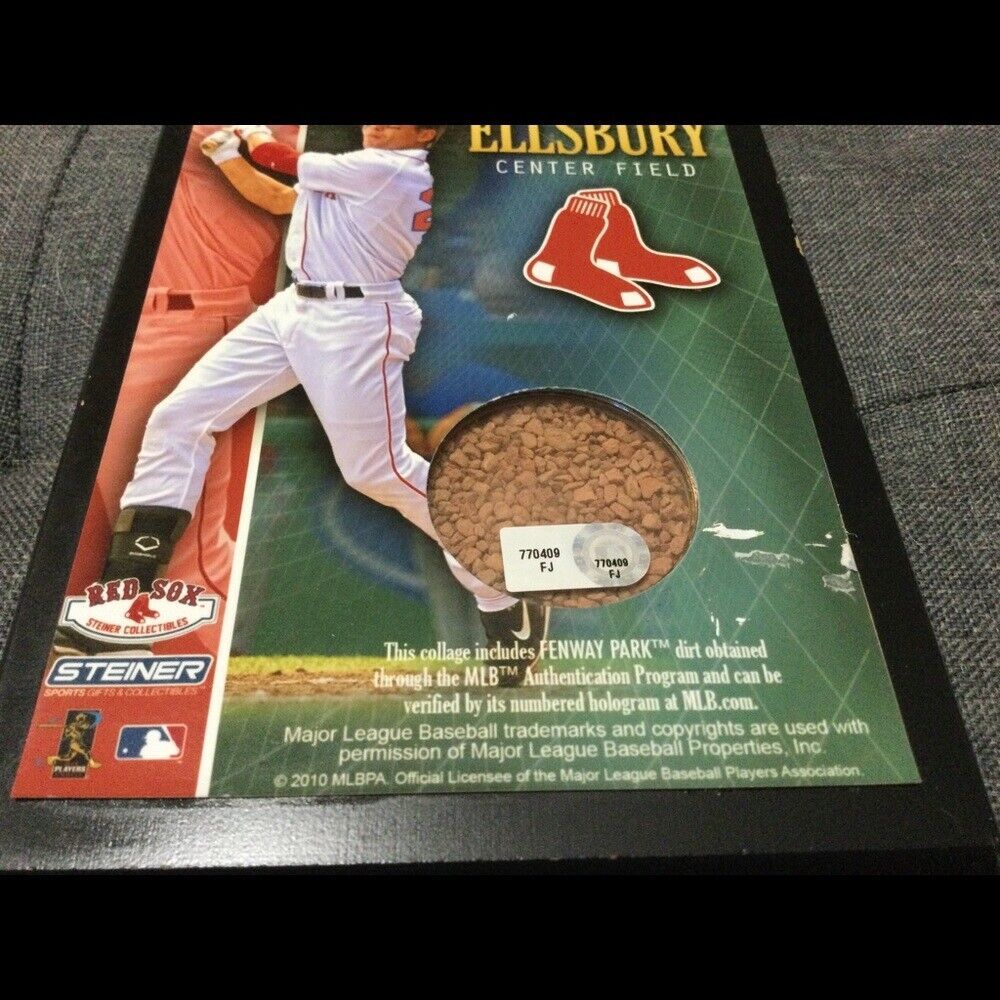 ELLSBURY
CENTER FIELD
770409
FJ
770409
FJ
RED SOX
STEINER COLLECTIBLES
STEINER
SPORTS GIFTS & COLLECTIBLES
PLAYERS
This collage includes FENWAY PARK™ dirt obtained
through the MLB™ Authentication Program and can be
verified by its numbered hologram at MLB.com.
Major League Baseball trademarks and copyrights are used with
permission of Major League Baseball Properties, Inc.
© 2010 MLBPA. Official Licensee of the Major League Baseball Players Association.